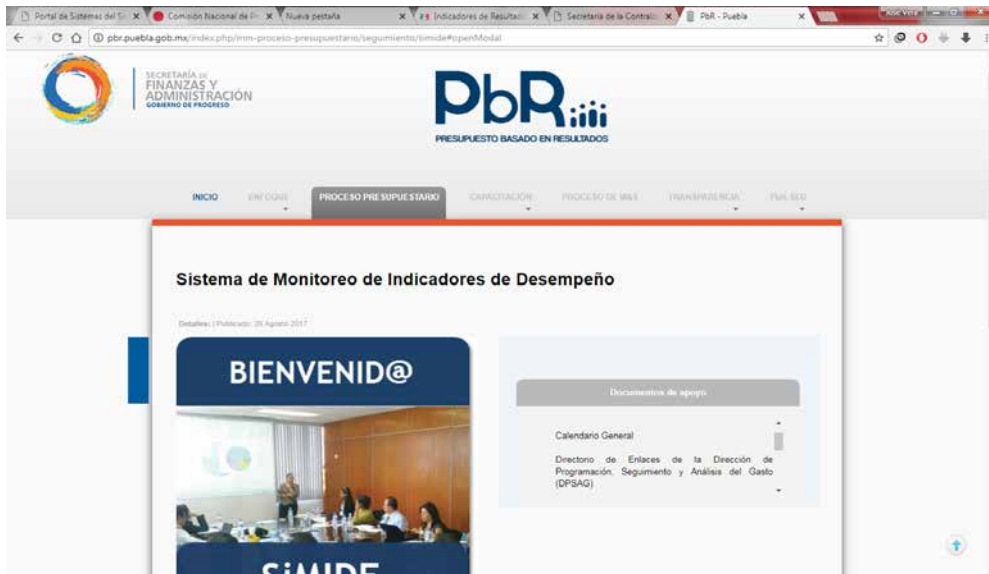 Portal de Sistemas del
Comisión Nacional de
Nueva pestaña
Indicadores de Resultad
Secretaría de la Contralo
PbR - Puebla
pbr.puebla.gob.mx/index.php/mm-proceso-presupuestario/seguimiento/simide#openModal
SECRETARÍA DE
FINANZAS Y
ADMINISTRACIÓN
GOBIERNO DE PROGRESO
PbR
PRESUPUESTO BASADO EN RESULTADOS
INICIO
ENFOQUE
PROCESO PRESUPUESTARIO
CAPACITACIÓN
PROCESO DE M&E
TRANSPARENCIA
PbR-SED
Sistema de Monitoreo de Indicadores de Desempeño
Detalles: | Publicado: 26 Agosto 2017
BIENVENID@
Documentos de apoyo
Calendario General
Directorio de Enlaces de la Dirección de
Programación, Seguimiento y Análisis del Gasto
(DPSAG)
SiMIDE